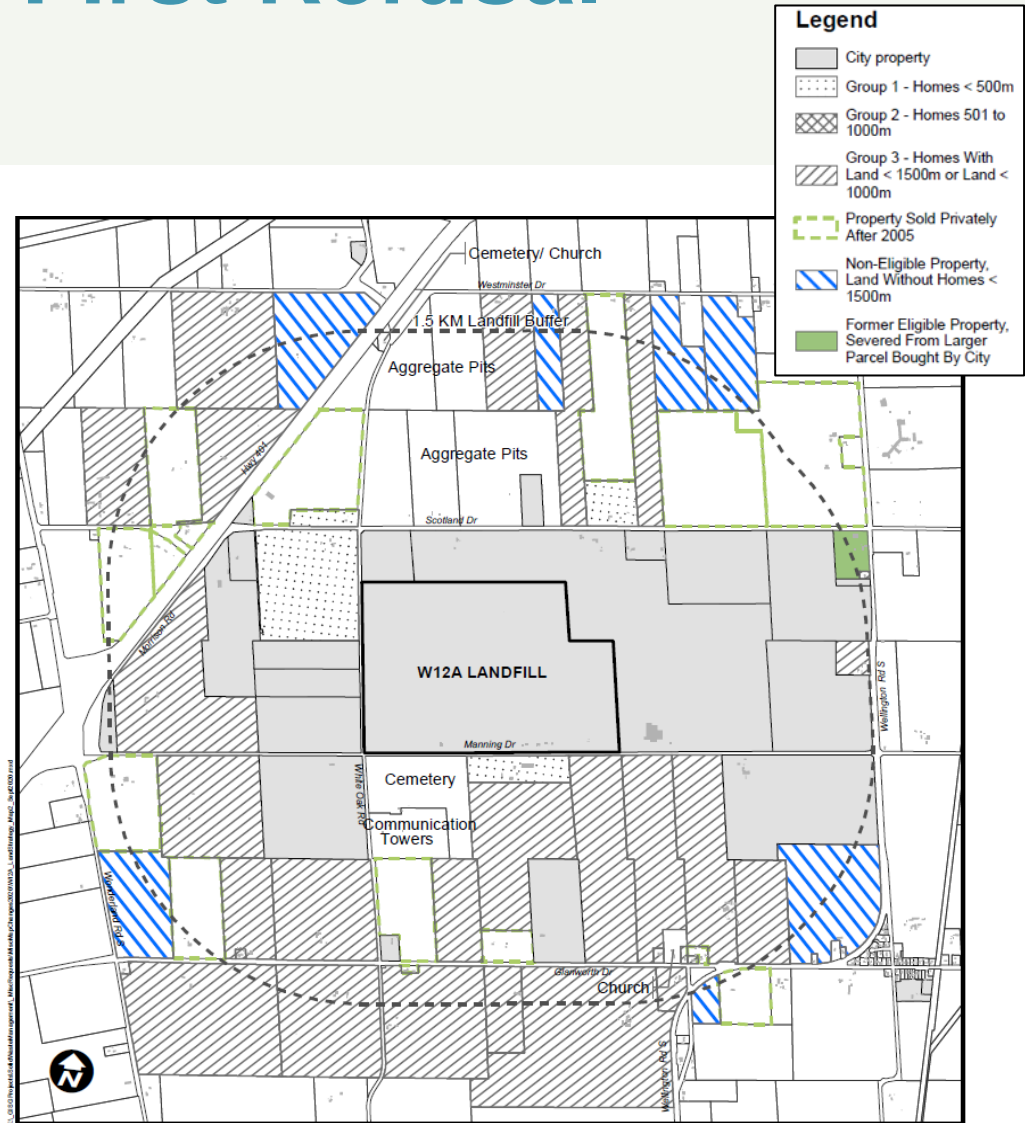 First Refusal
Legend
City property
Group 1 - Homes < 500m
Group 2 - Homes 501 to
1000m
Group 3 - Homes With
Land < 1500m or Land <
1000m
Property Sold Privately
After 2005
Non-Eligible Property,
Land Without Homes <
1500m
Former Eligible Property,
Severed From Larger
Parcel Bought By City
Cemetery/ Church
Westminster Dr
1.5 KM Landfill Buffer
Aggregate Pits
Hwy 401
Aggregate Pits
Scotland Dr
Morrison Rd
W12A LANDFILL
Wellington Rd S
Manning Dr
White Oak Rd
Cemetery
Communication
Towers
Wonderland Rd S
Glanworth Dr
Church
Wellington Rd S
N